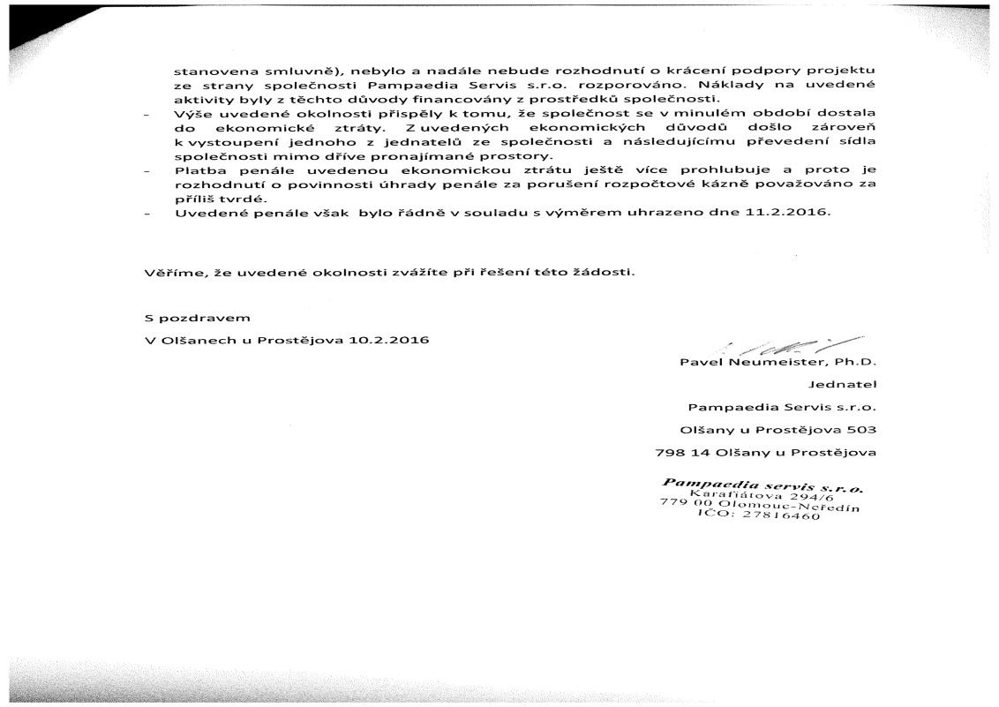 stanovena smluvně), nebylo a nadále nebude rozhodnutí o krácení podpory projektu
ze strany společnosti Pampaedia Servis s.r.o. rozporováno. Náklady na uvedené
aktivity byly z těchto důvody financovány z prostředků společnosti.
- Výše uvedené okolnosti přispěly k tomu, že společnost se v minulém období dostala
do ekonomické ztráty. Z uvedených ekonomických důvodů došlo zároveň
k vystoupení jednoho z jednatelů ze společnosti a následujícímu převedení sídla
společnosti mimo dříve pronajímané prostory.
- Platba penále uvedenou ekonomickou ztrátu ještě více prohlubuje a proto je
rozhodnutí o povinnosti úhrady penále za porušení rozpočtové kázně považováno za
příliš tvrdé.
- Uvedené penále však bylo řádně v souladu s výměrem uhrazeno dne 11.2.2016.
Věříme, že uvedené okolnosti zvážíte při řešení této žádosti.
S pozdravem
V Olšanech u Prostějova 10.2.2016
Pavel Neumeister, Ph.D.
Jednatel
Pampaedia Servis s.r.o.
Olšany u Prostějova 503
798 14 Olšany u Prostějova
Pampaedia servis s.r.o.
Karafiátova 294/6
779 00 Olomouc-Neředín
IČO: 27816460